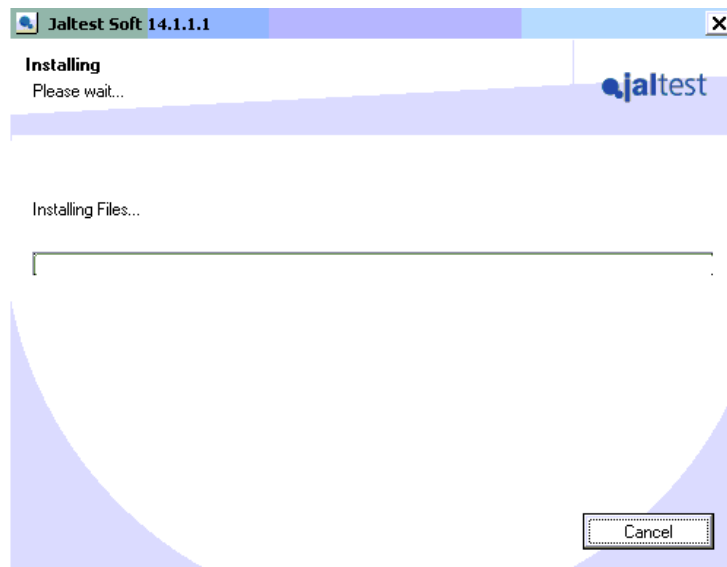 Jaltest Soft 14.1.1.1
Installing
Please wait...
jaltest
Installing Files...
Cancel